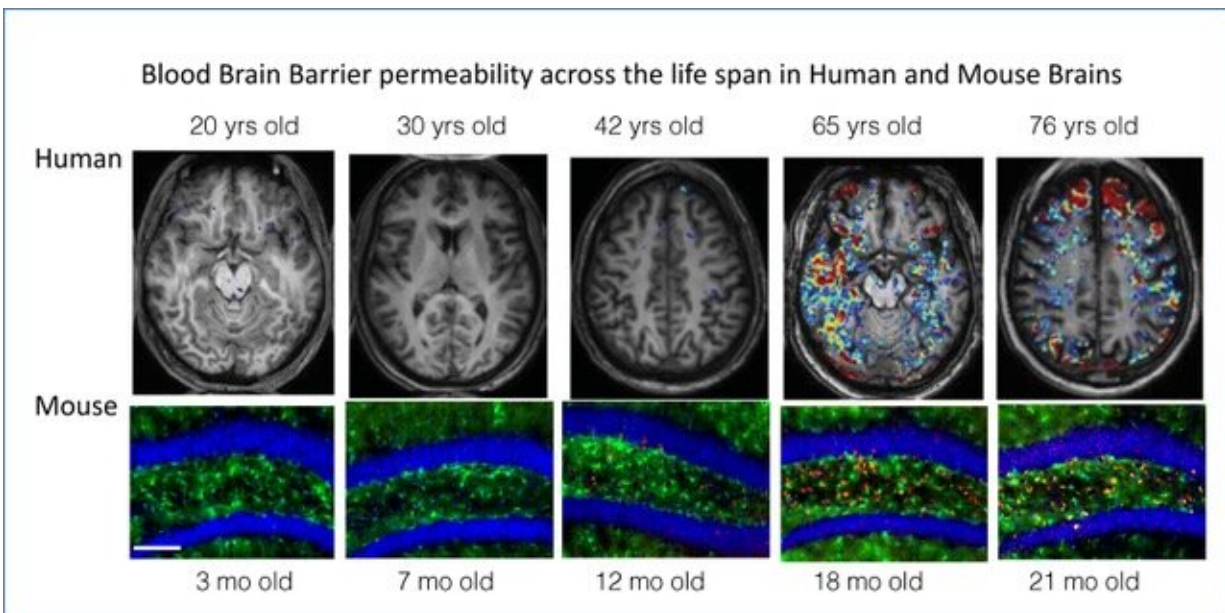 Blood Brain Barrier permeability across the life span in Human and Mouse Brains
20 yrs old 30 yrs old 42 yrs old 65 yrs old 76 yrs old
Human
Mouse
3 mo old 7 mo old 12 mo old 18 mo old 21 mo old